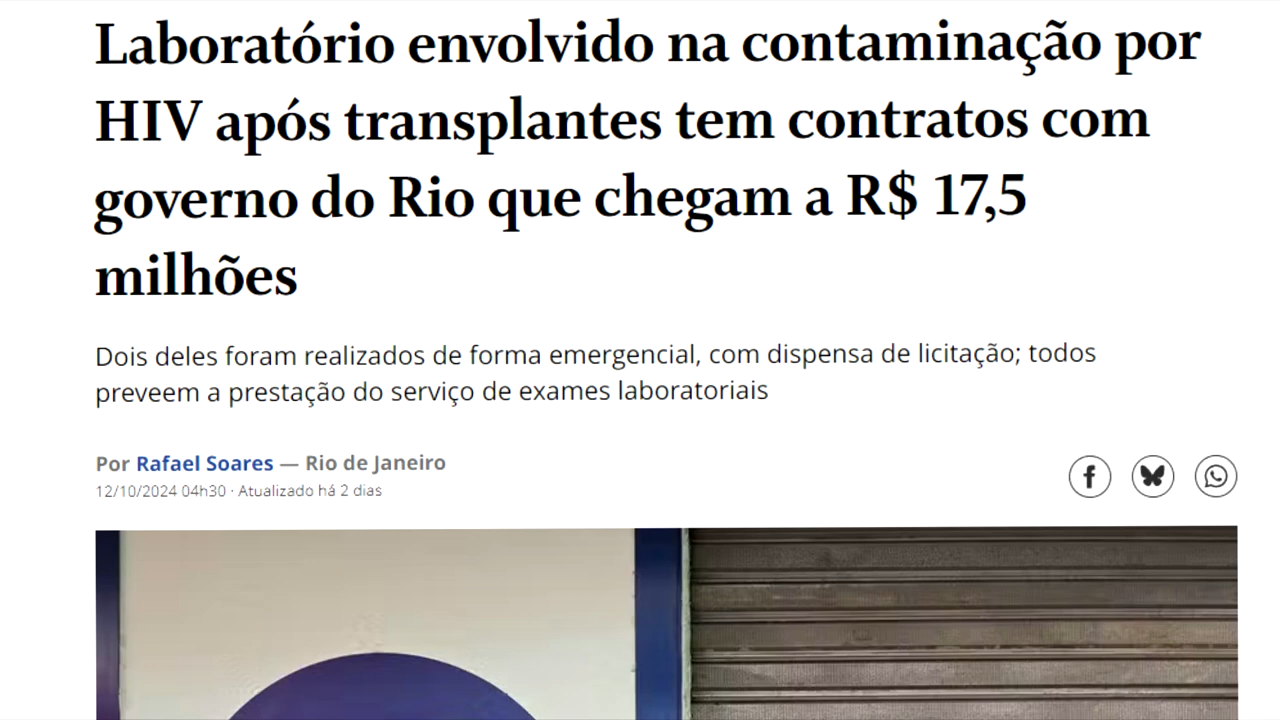 Laboratório envolvido na contaminação por
HIV após transplantes tem contratos com
governo do Rio que chegam a R$ 17,5
milhões
Dois deles foram realizados de forma emergencial, com dispensa de licitação; todos
preveem a prestação do serviço de exames laboratoriais
Por Rafael Soares — Rio de Janeiro
12/10/2024 04h30 · Atualizado há 2 dias